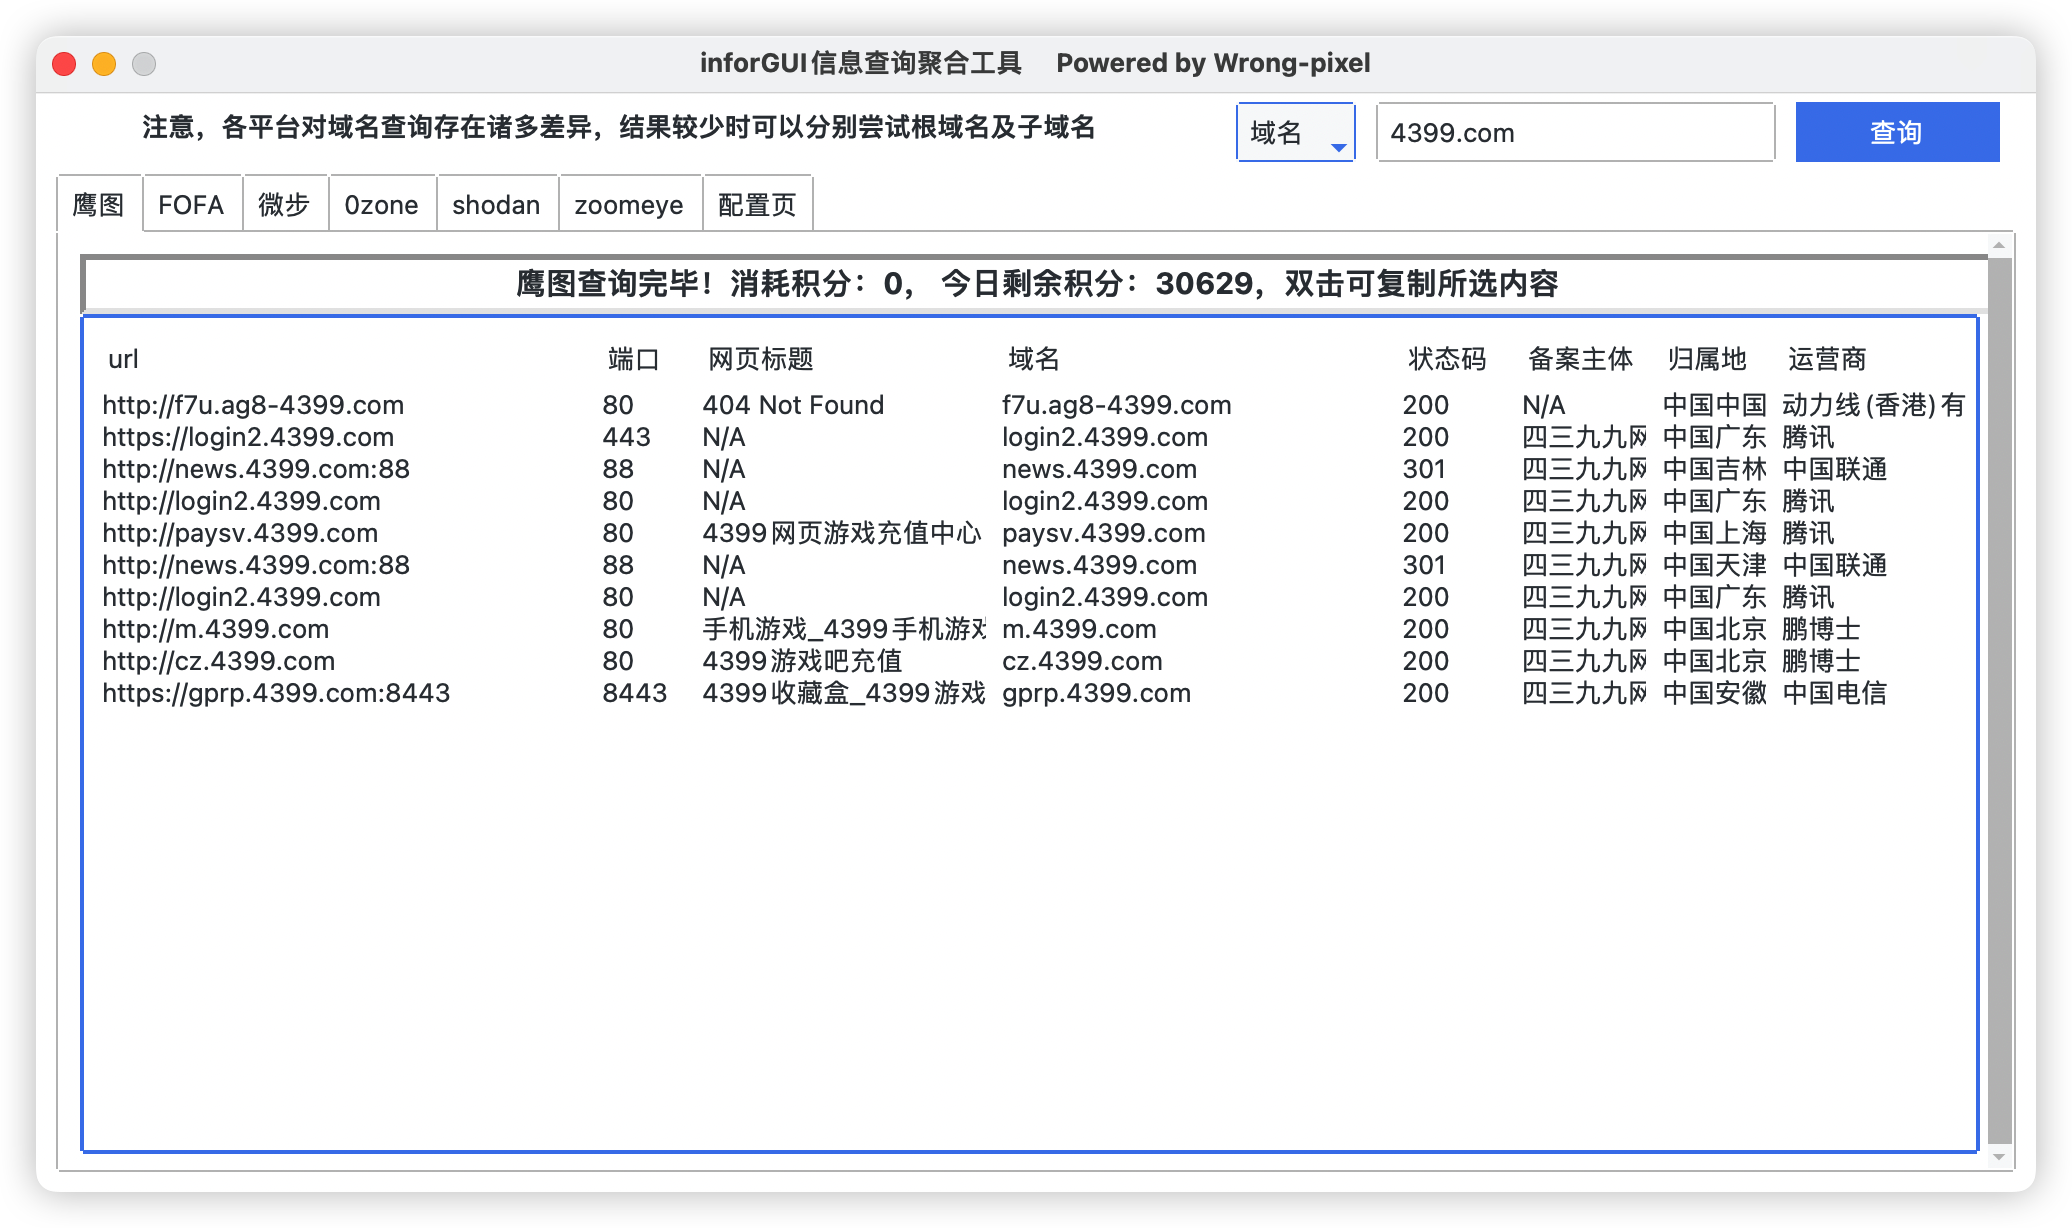 inforGUI信息查询聚合工具 Powered by Wrong-pixel
注意，各平台对域名查询存在诸多差异，结果较少时可以分别尝试根域名及子域名 域名 4399.com 查询
鹰图 FOFA 微步 0zone shodan zoomeye 配置页
鹰图查询完毕！消耗积分：0， 今日剩余积分：30629，双击可复制所选内容
url 端口 网页标题 域名 状态码 备案主体 归属地 运营商
http://f7u.ag8-4399.com 80 404 Not Found f7u.ag8-4399.com 200 N/A 中国中国 动力线(香港)有
https://login2.4399.com 443 N/A login2.4399.com 200 四三九九网 中国广东 腾讯
http://news.4399.com:88 88 N/A news.4399.com 301 四三九九网 中国吉林 中国联通
http://login2.4399.com 80 N/A login2.4399.com 200 四三九九网 中国广东 腾讯
http://paysv.4399.com 80 4399网页游戏充值中心 paysv.4399.com 200 四三九九网 中国上海 腾讯
http://news.4399.com:88 88 N/A news.4399.com 301 四三九九网 中国天津 中国联通
http://login2.4399.com 80 N/A login2.4399.com 200 四三九九网 中国广东 腾讯
http://m.4399.com 80 手机游戏_4399手机游戏 m.4399.com 200 四三九九网 中国北京 鹏博士
http://cz.4399.com 80 4399游戏吧充值 cz.4399.com 200 四三九九网 中国北京 鹏博士
https://gprp.4399.com:8443 8443 4399收藏盒_4399游戏 gprp.4399.com 200 四三九九网 中国安徽 中国电信